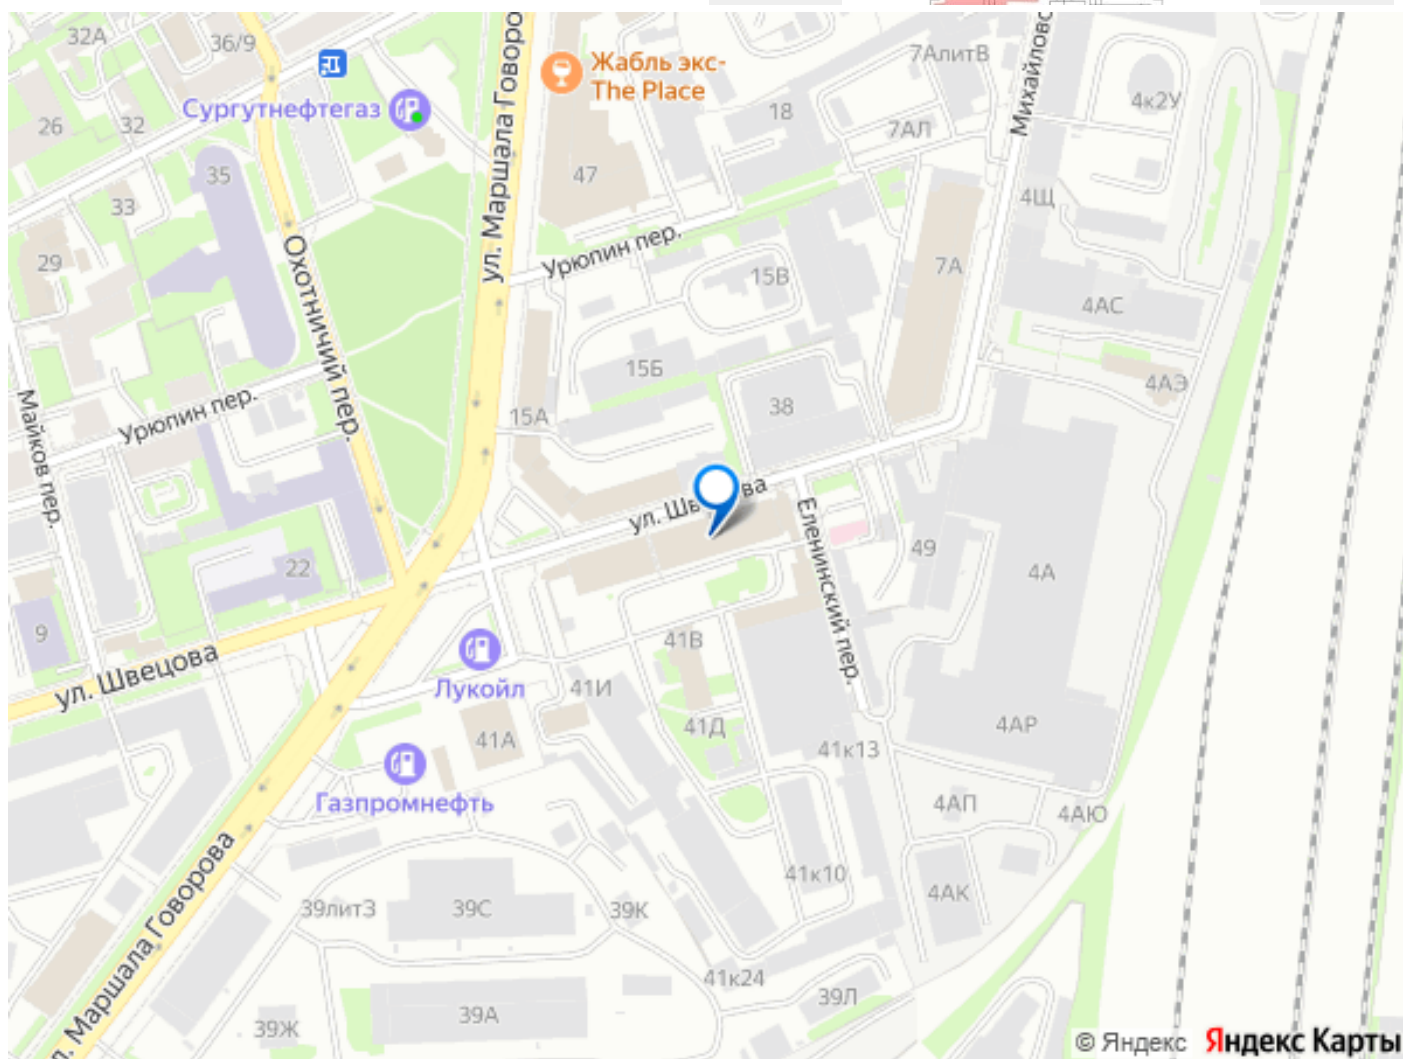 32А
36/9
ул. Маршала Говоро
Жабль экс-
The Place
7АлитВ
Михайловс
4к2У
Сургутнефтегаз
26
32
18
7АЛ
35
47
4Щ
33
29
Охотничий пер.
Урюпин пер.
15В
7А
4АС
15Б
4АЭ
Майков пер.
Урюпин пер.
15А
38
ул. Шв
ва
Еленинский пер.
49
4А
22
9
41В
ул. Швецова
Лукойл
41И
41Д
41А
41к13
4АР
Газпромнефть
4АП
4АЮ
41к10
4АК
. Маршала Говорова
39литЗ
39С
39К
41к24
39Л
39Ж
39А
© Яндекс
Яндекс Карты